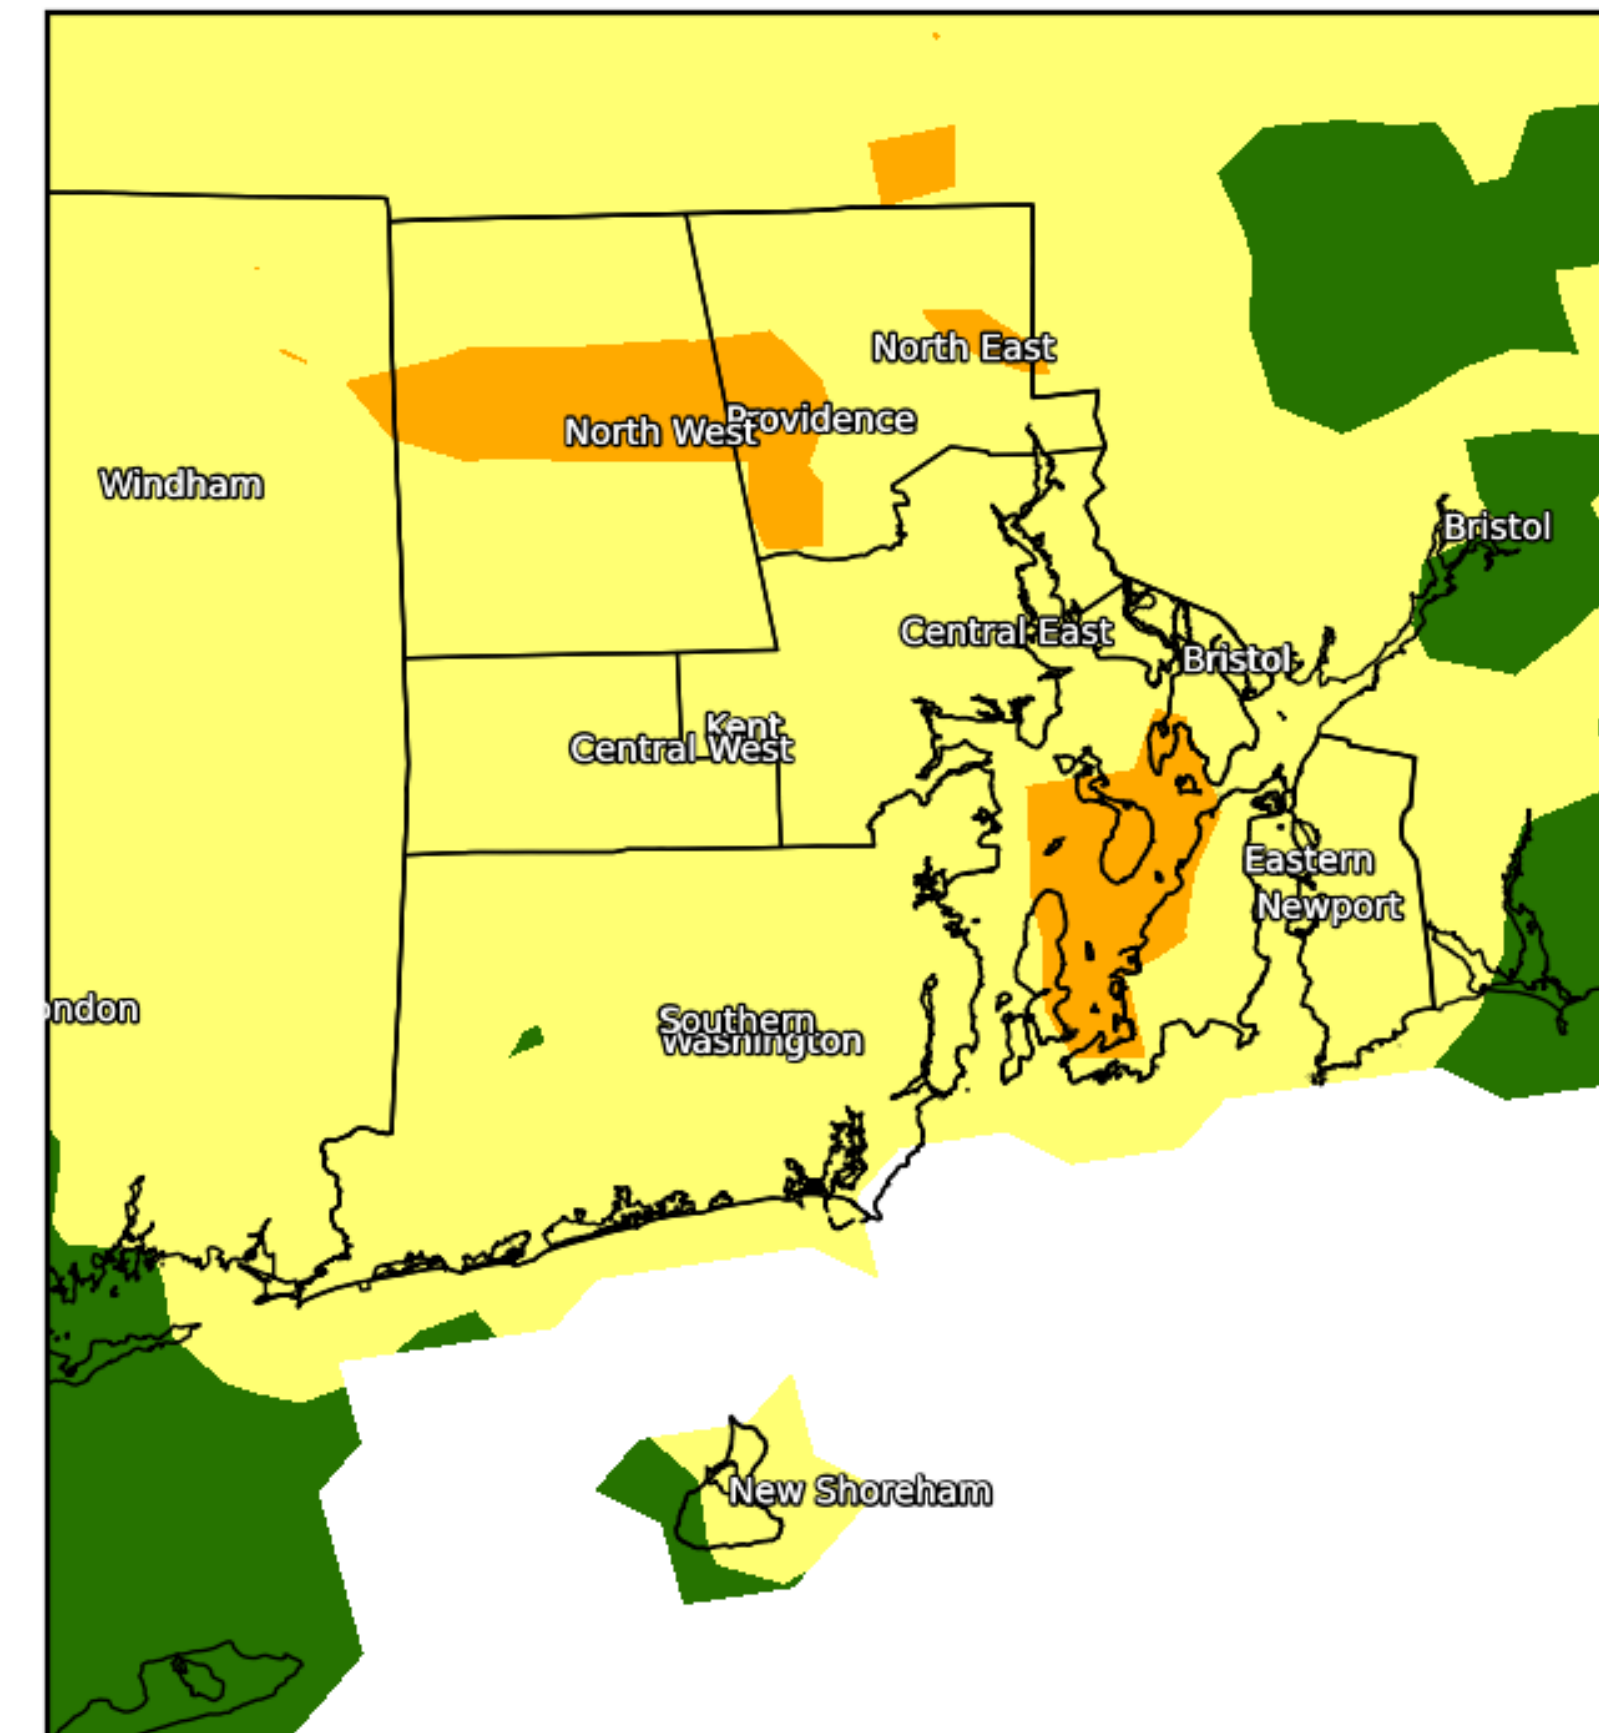 North East
Providence
North West
Windham
Bristol
Central East
Bristol
Kent
Central West
Eastern
Newport
ondon
Southern
Washington
New Shoreham